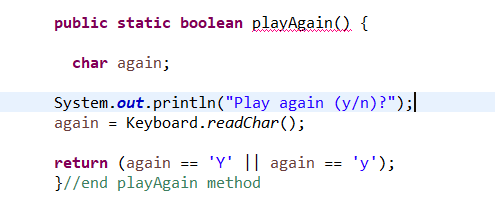 public static boolean playAgain() {
char again;
System.out.println("Play again (y/n)?");
again = Keyboard.readChar();
return (again == 'Y' || again == 'y');
}//end playAgain method